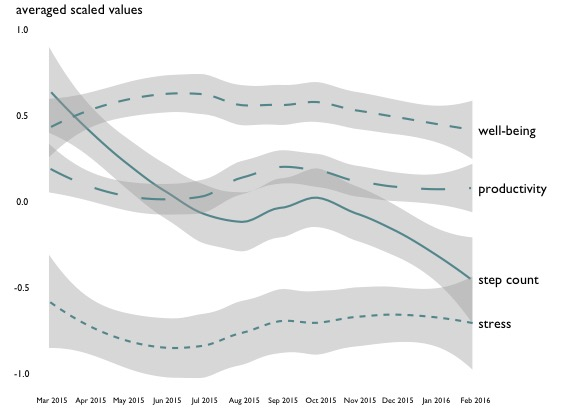 averaged scaled values
1.0
0.5
0.0
-0.5
-1.0
well-being
productivity
step count
stress
Mar 2015 Apr 2015 May 2015 Jun 2015 Jul 2015 Aug 2015 Sep 2015 Oct 2015 Nov 2015 Dec 2015 Jan 2016 Feb 2016